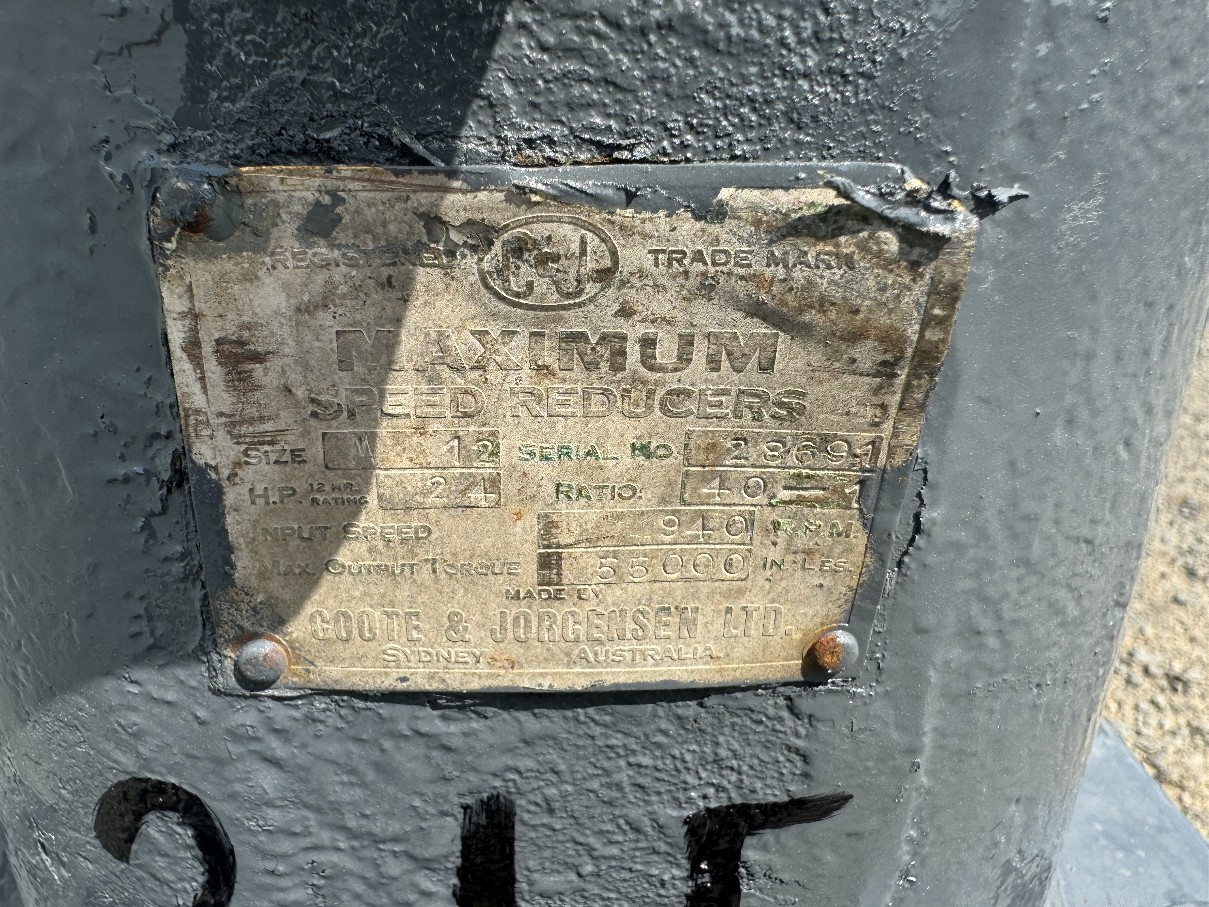 REGISTERED C&J TRADE MARK
MAXIMUM
SPEED REDUCERS
SIZE W 12 SERIAL NO. 28691
H.P. 12 HR. RATING 24 RATIO. 40-1
INPUT SPEED 940 R.P.M.
MAX. OUTPUT TORQUE 55000 IN. LBS.
MADE BY
COOTE & JORGENSEN LTD.
SYDNEY AUSTRALIA.